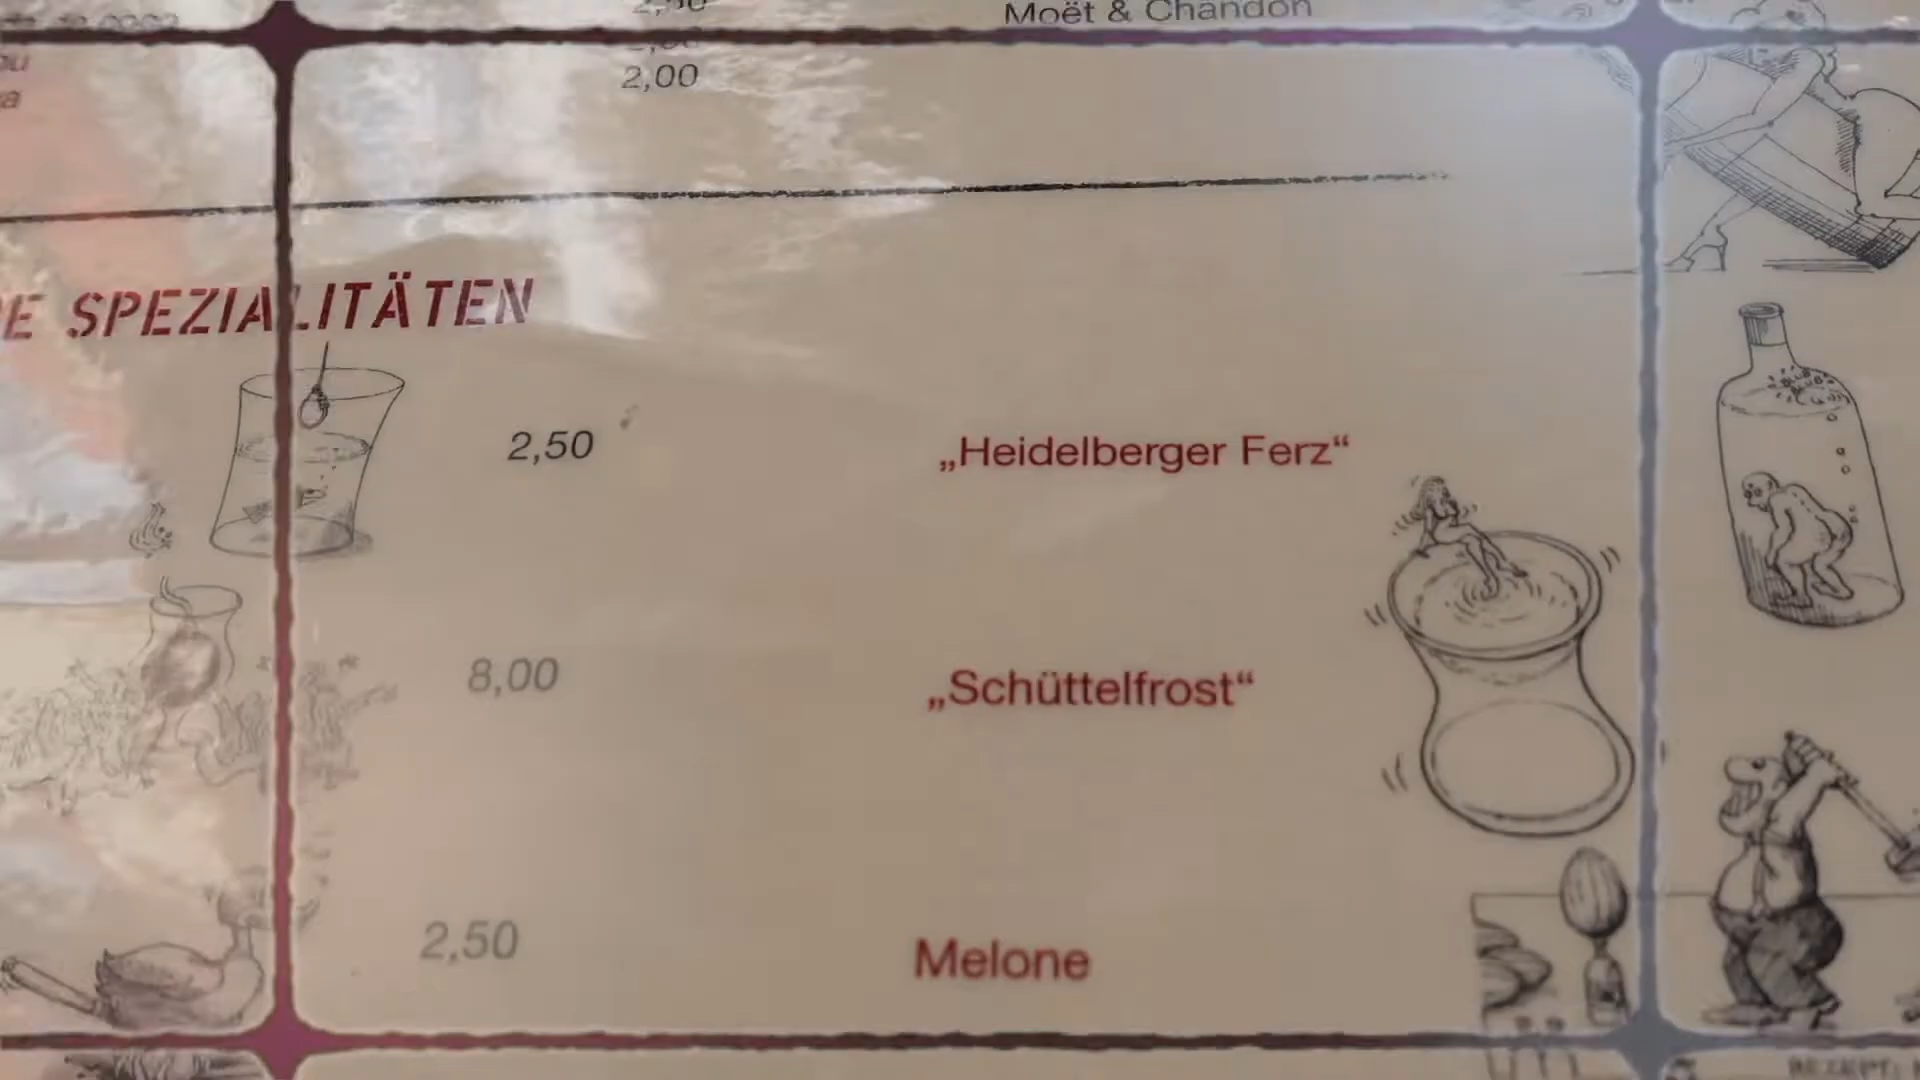 Moët & Chandon
2,00
SPEZIALITÄTEN
2,50 „Heidelberger Ferz“
8,00 „Schüttelfrost“
2,50 Melone